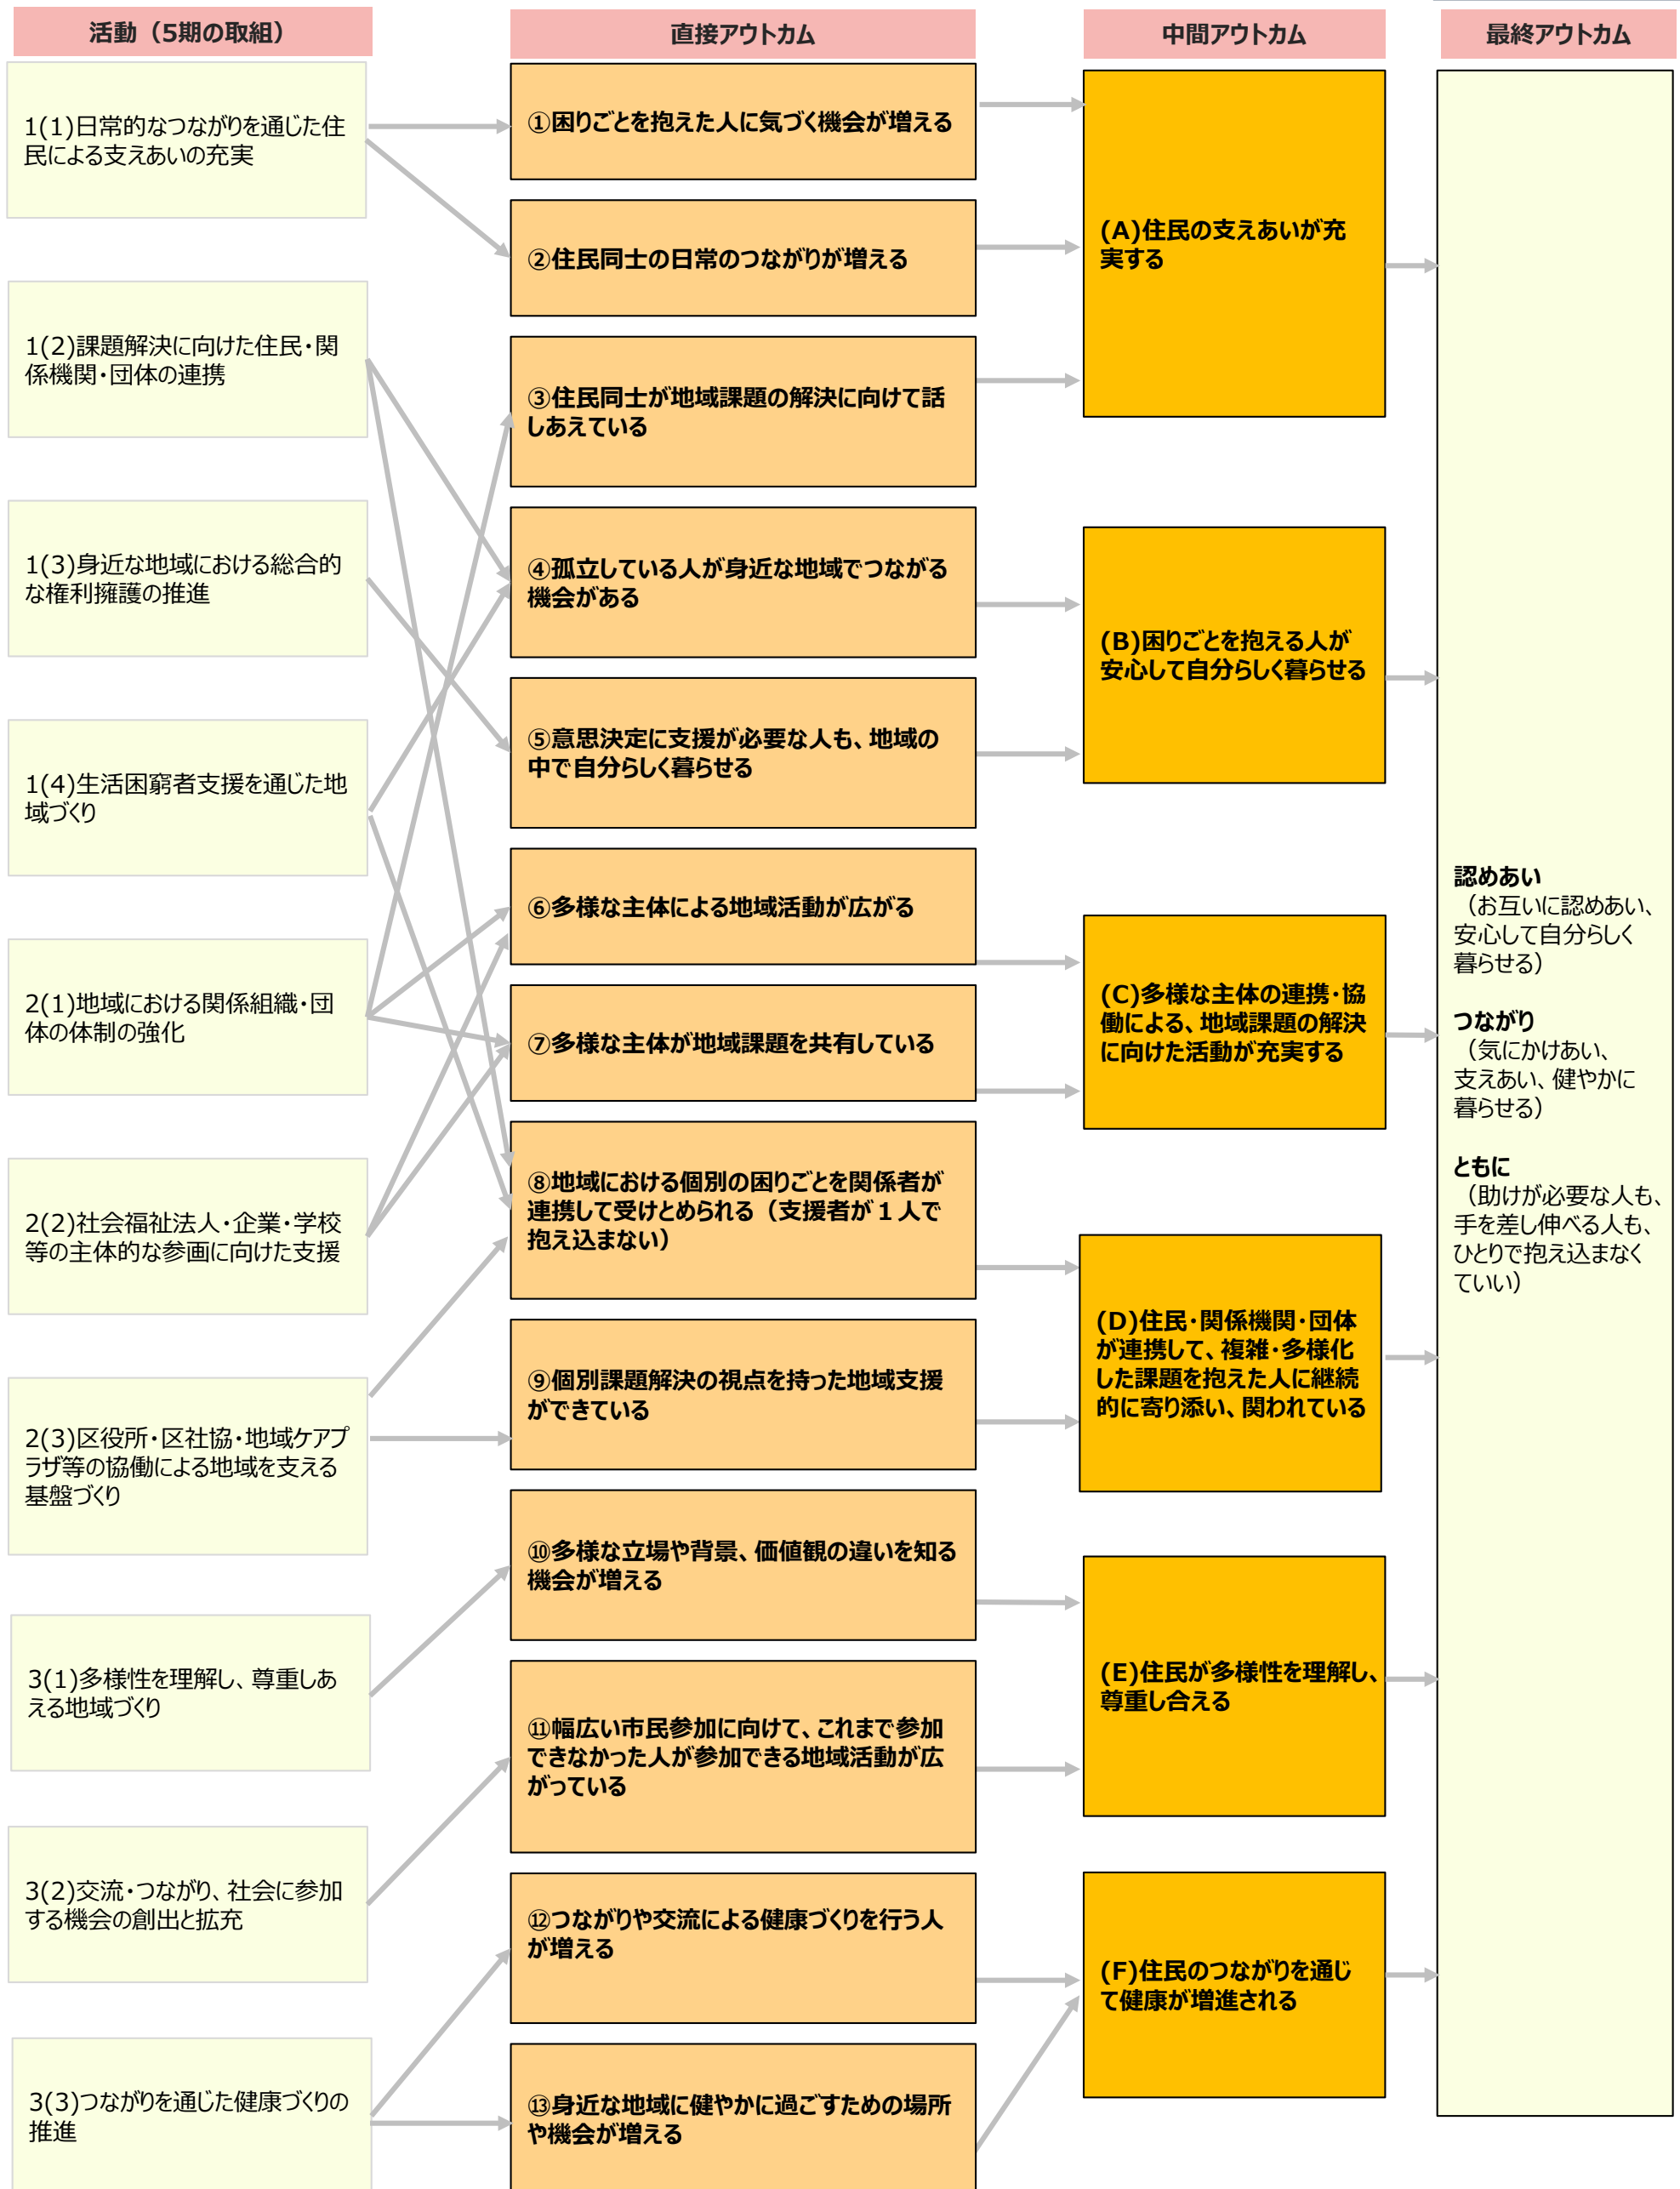 活動（5期の取組）
1(1)日常的なつながりを通じた住
民による支えあいの充実
1(2)課題解決に向けた住民・関
係機関・団体の連携
1(3)身近な地域における総合的
な権利擁護の推進
1(4)生活困窮者支援を通じた地
域づくり
2(1)地域における関係組織・団
体の体制の強化
2(2)社会福祉法人・企業・学校
等の主体的な参画に向けた支援
2(3)区役所・区社協・地域ケアプ
ラザ等の協働による地域を支える
基盤づくり
3(1)多様性を理解し、尊重しあ
える地域づくり
3(2)交流・つながり、社会に参加
する機会の創出と拡充
3(3)つながりを通じた健康づくりの
推進
直接アウトカム
①困りごとを抱えた人に気づく機会が増える
②住民同士の日常のつながりが増える
③住民同士が地域課題の解決に向けて話
しあえている
④孤立している人が身近な地域でつながる
機会がある
⑤意思決定に支援が必要な人も、地域の
中で自分らしく暮らせる
⑥多様な主体による地域活動が広がる
⑦多様な主体が地域課題を共有している
⑧地域における個別の困りごとを関係者が
連携して受けとめられる（支援者が１人で
抱え込まない）
⑨個別課題解決の視点を持った地域支援
ができている
⑩多様な立場や背景、価値観の違いを知る
機会が増える
⑪幅広い市民参加に向けて、これまで参加
できなかった人が参加できる地域活動が広
がっている
⑫つながりや交流による健康づくりを行う人
が増える
⑬身近な地域に健やかに過ごすための場所
や機会が増える
中間アウトカム
(A)住民の支えあいが充
実する
(B)困りごとを抱える人が
安心して自分らしく暮らせる
(C)多様な主体の連携・協
働による、地域課題の解決
に向けた活動が充実する
(D)住民・関係機関・団体
が連携して、複雑・多様化
した課題を抱えた人に継続
的に寄り添い、関われている
(E)住民が多様性を理解し、
尊重し合える
(F)住民のつながりを通じ
て健康が増進される
最終アウトカム
認めあい
（お互いに認めあい、
安心して自分らしく
暮らせる）
つながり
（気にかけあい、
支えあい、健やかに
暮らせる）
ともに
（助けが必要な人も、
手を差し伸べる人も、
ひとりで抱え込まなく
ていい）